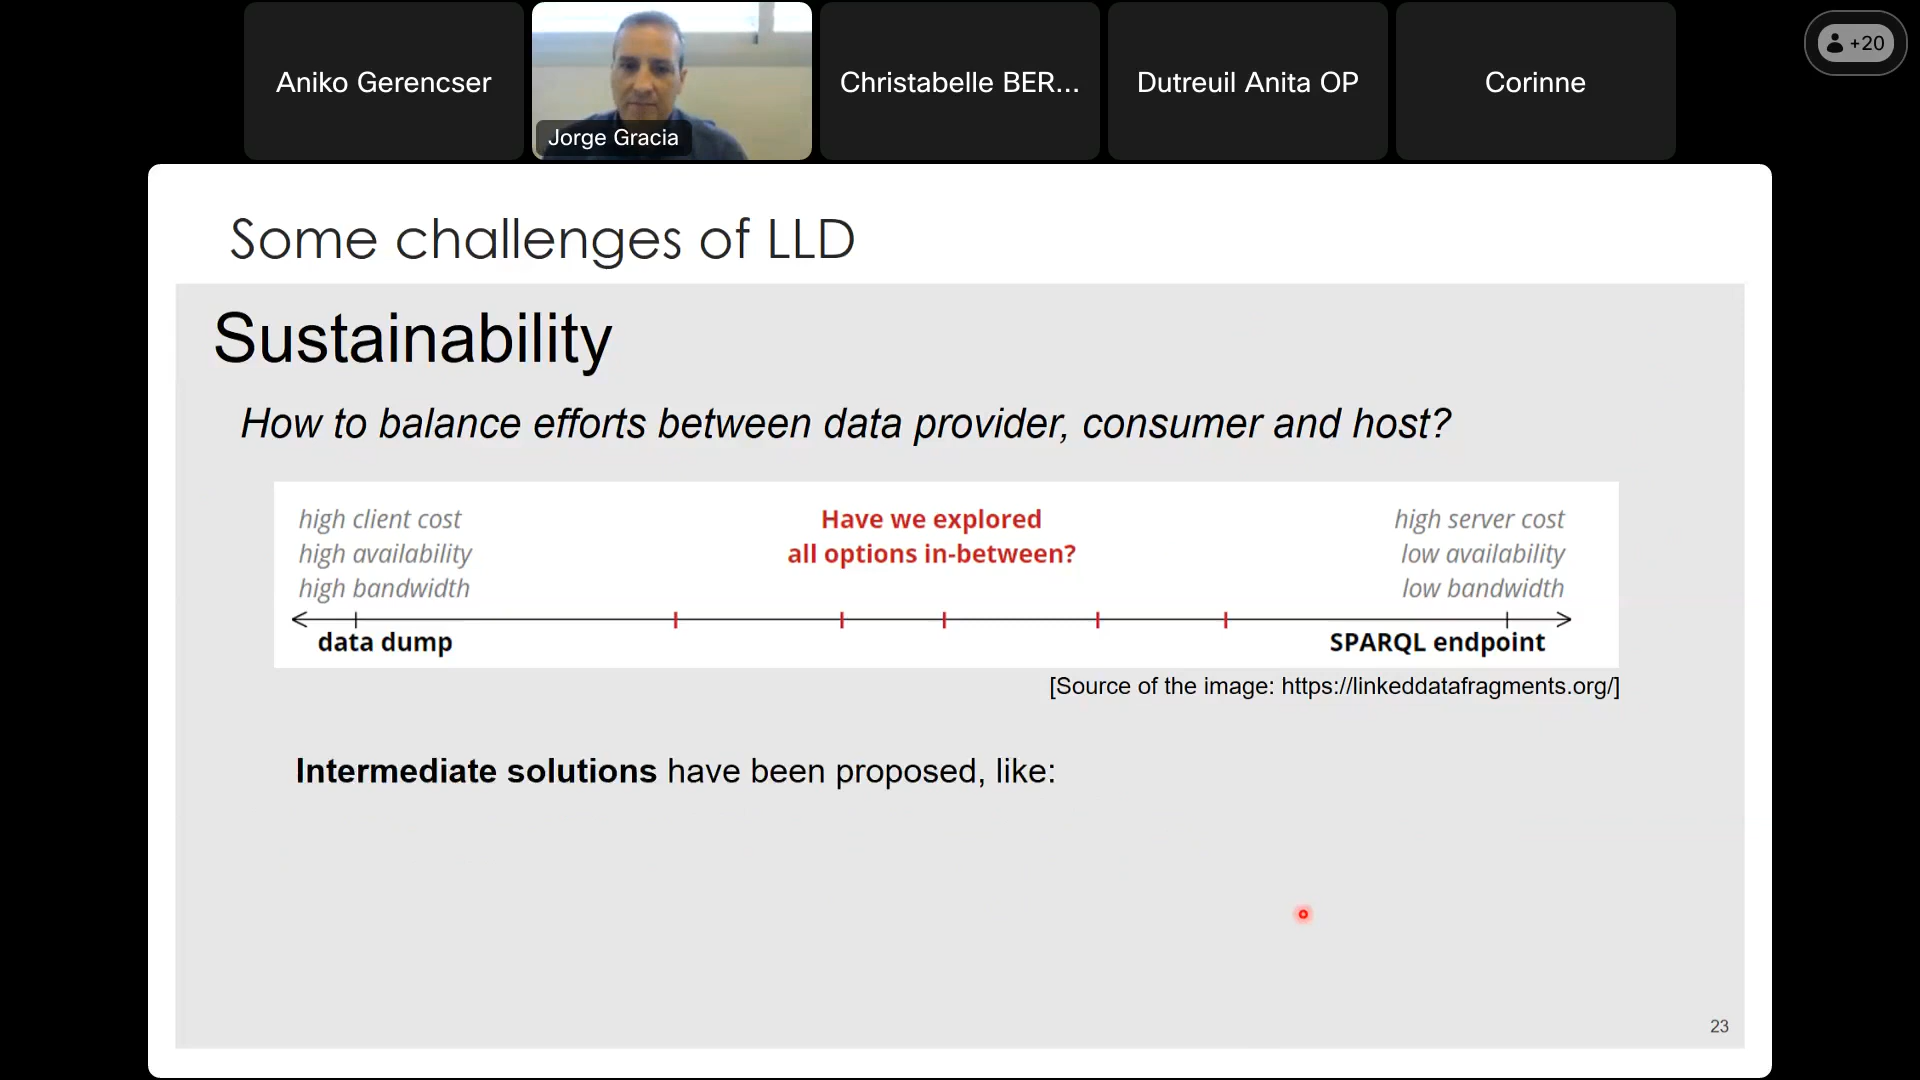 Aniko Gerencser
Jorge Gracia
Christabelle BER...
Dutreuil Anita OP
Corinne
+20
Some challenges of LLD
Sustainability
How to balance efforts between data provider, consumer and host?
high client cost
high availability
high bandwidth
Have we explored
all options in-between?
high server cost
low availability
low bandwidth
data dump
SPARQL endpoint
[Source of the image: https://linkeddatafragments.org/]
Intermediate solutions have been proposed, like:
23